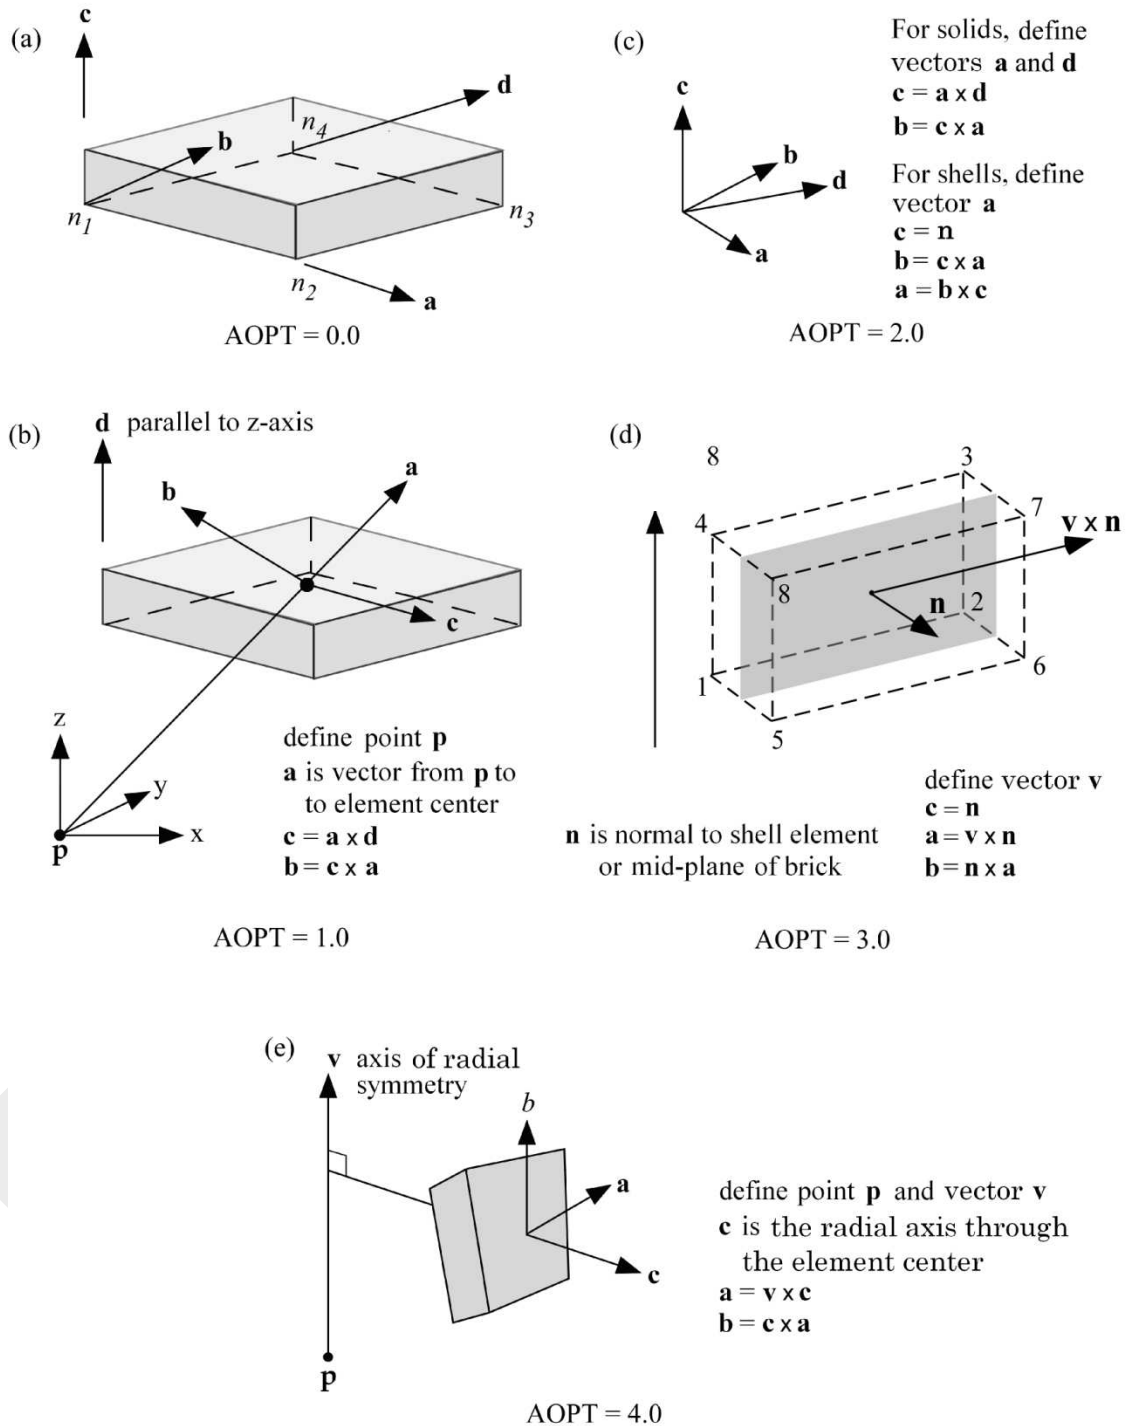 (a)
c
b
d
n4
n1
n3
n2
a
AOPT = 0.0
(c)
c
b
d
a
For solids, define
vectors a and d
c = a x d
b = c x a
For shells, define
vector a
c = n
b = c x a
a = b x c
AOPT = 2.0
(b)
d parallel to z-axis
a
b
c
z
y
x
p
define point p
a is vector from p to
to element center
c = a x d
b = c x a
AOPT = 1.0
(d)
8
3
4
7
v x n
8
n
2
1
6
5
define vector v
c = n
n is normal to shell element
a = v x n
or mid-plane of brick
b = n x a
AOPT = 3.0
(e)
v axis of radial
symmetry
b
a
c
p
define point p and vector v
c is the radial axis through
the element center
a = v x c
b = c x a
AOPT = 4.0